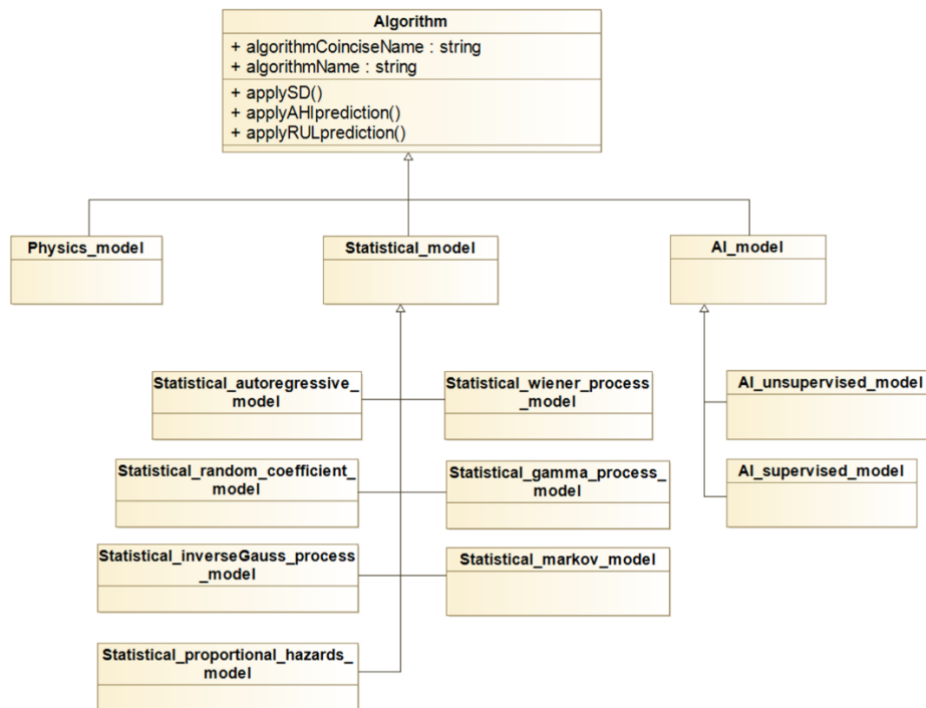 Algorithm
+ algorithmCoinciseName : string
+ algorithmName : string
+ applySD()
+ applyAHIprediction()
+ applyRULprediction()
Physics_model
Statistical_model
AI_model
Statistical_autoregressive_
model
Statistical_wiener_process
_model
AI_unsupervised_model
Statistical_random_coefficient_
model
Statistical_gamma_process_
model
AI_supervised_model
Statistical_inverseGauss_process
_model
Statistical_markov_model
Statistical_proportional_hazards_
model